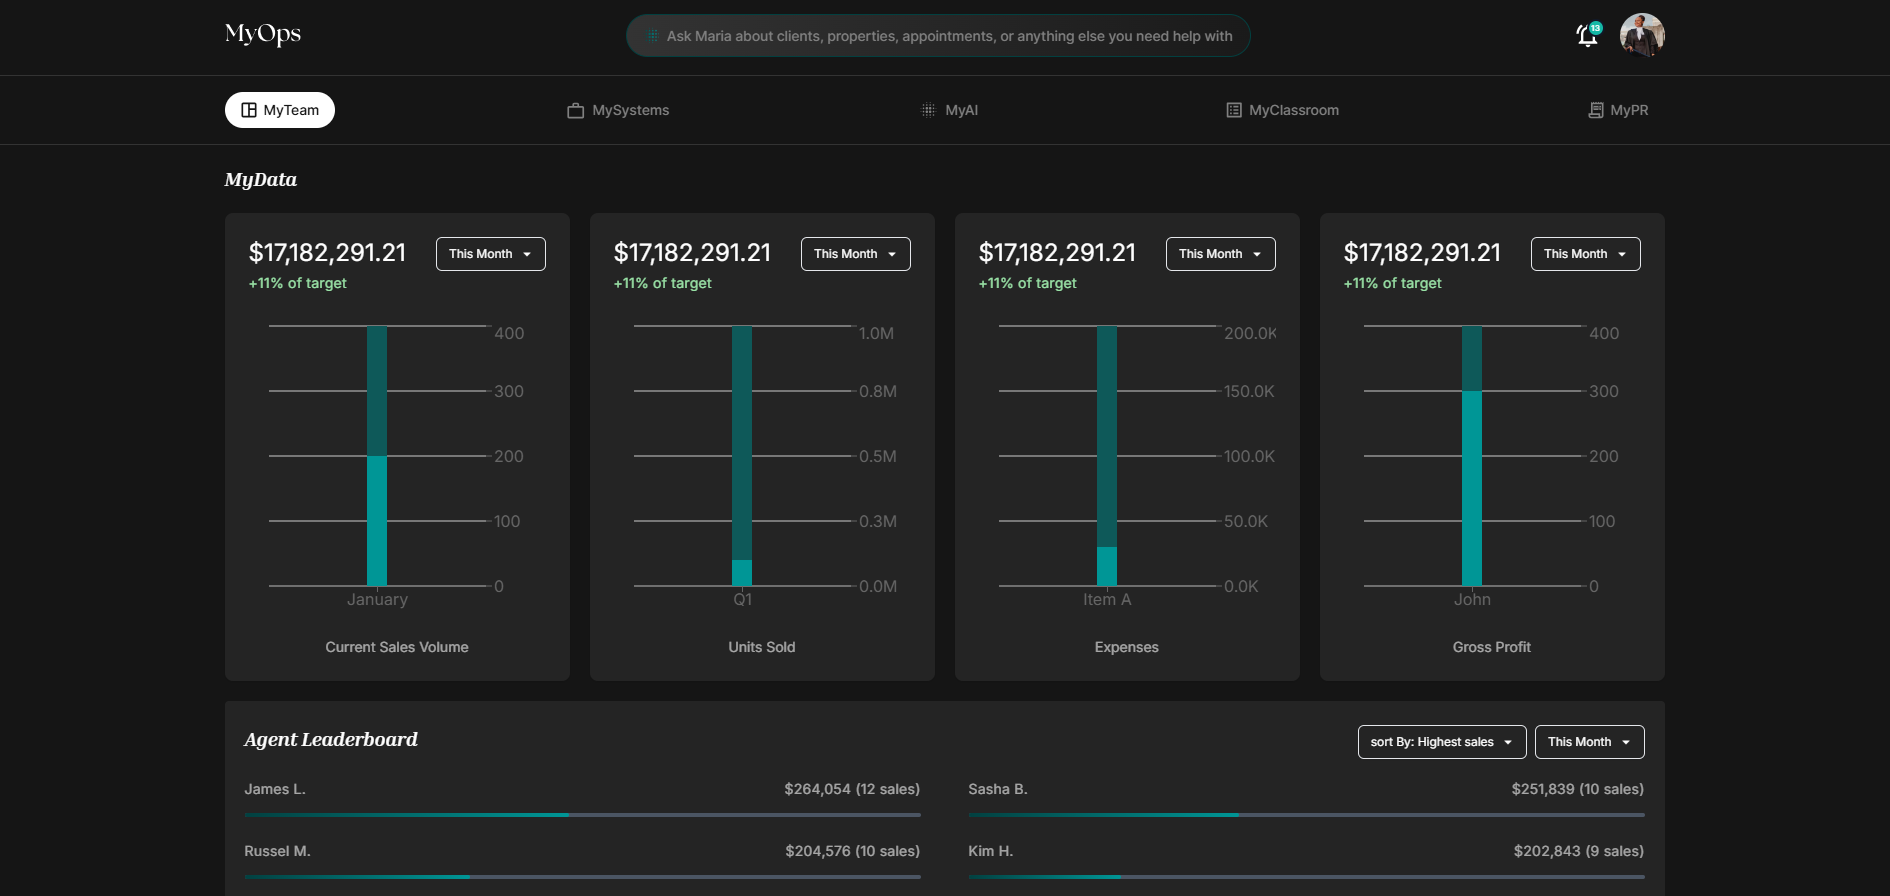 MyOps
Ask Maria about clients, properties, appointments, or anything else you need help with
13
MyTeam
MySystems
MyAI
MyClassroom
MyPR
MyData
$17,182,291.21
This Month
+11% of target
400
300
200
100
0
January
Current Sales Volume
$17,182,291.21
This Month
+11% of target
1.0M
0.8M
0.5M
0.3M
0.0M
Q1
Units Sold
$17,182,291.21
This Month
+11% of target
200.0K
150.0K
100.0K
50.0K
0.0K
Item A
Expenses
$17,182,291.21
This Month
+11% of target
400
300
200
100
0
John
Gross Profit
Agent Leaderboard
sort By: Highest sales
This Month
James L.
$264,054 (12 sales)
Sasha B.
$251,839 (10 sales)
Russel M.
$204,576 (10 sales)
Kim H.
$202,843 (9 sales)